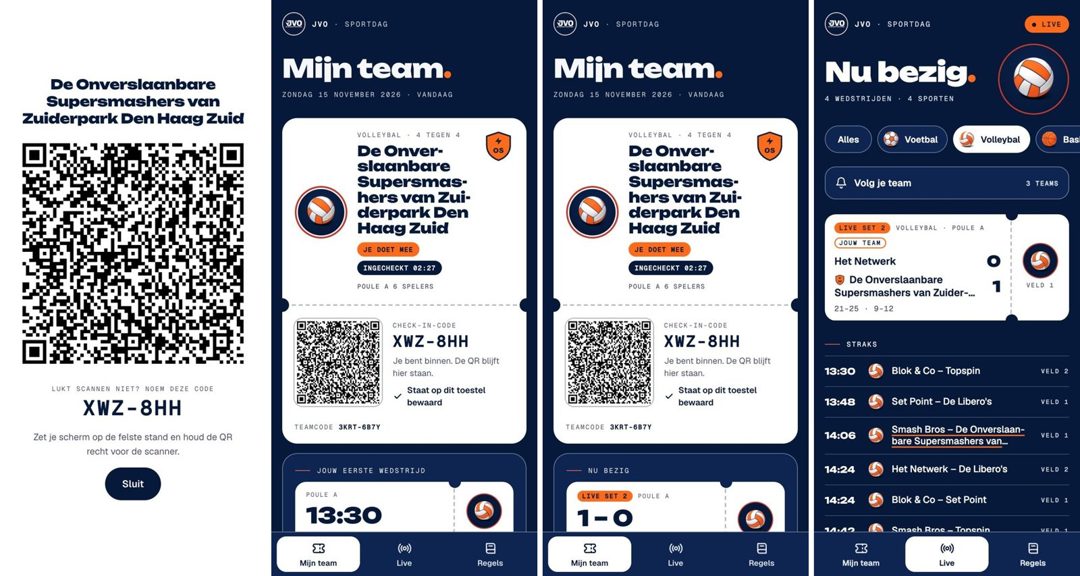 De Onverslaanbare
Supersmashers van
Zuiderpark Den Haag Zuid
LUKT SCANNEN NIET? NOEM DEZE CODE
XWZ-8HH
Zet je scherm op de felste stand en houd de QR
recht voor de scanner.
Sluit
JVO JVO · SPORTDAG
Mijn team.
ZONDAG 15 NOVEMBER 2026 · VANDAAG
VOLLEYBAL · 4 TEGEN 4
OS
De Onver-
slaanbare
Supersmas-
hers van Zui-
derpark Den
Haag Zuid
JE DOET MEE
INGECHECKT 02:27
POULE A 6 SPELERS
CHECK-IN-CODE
XWZ-8HH
Je bent binnen. De QR blijft
hier staan.
Staat op dit toestel
bewaard
TEAMCODE 3KRT-6B7Y
JOUW EERSTE WEDSTRIJD
POULE A
13:30
Mijn team
Live
Regels
JVO JVO · SPORTDAG
Mijn team.
ZONDAG 15 NOVEMBER 2026 · VANDAAG
VOLLEYBAL · 4 TEGEN 4
OS
De Onver-
slaanbare
Supersmas-
hers van Zui-
derpark Den
Haag Zuid
JE DOET MEE
INGECHECKT 02:27
POULE A 6 SPELERS
CHECK-IN-CODE
XWZ-8HH
Je bent binnen. De QR blijft
hier staan.
Staat op dit toestel
bewaard
TEAMCODE 3KRT-6B7Y
NU BEZIG
LIVE SET 2 POULE A
1–0
Mijn team
Live
Regels
JVO JVO · SPORTDAG
LIVE
Nu bezig.
4 WEDSTRIJDEN · 4 SPORTEN
Alles
Voetbal
Volleybal
Bas
Volg je team
3 TEAMS
LIVE SET 2 VOLLEYBAL · POULE A
JOUW TEAM
Het Netwerk 0
De Onverslaanbare
Supersmashers van Zuider-... 1
21–25 · 9–12
VELD 1
STRAKS
13:30 Blok & Co – Topspin VELD 2
13:48 Set Point – De Libero's VELD 1
14:06 Smash Bros – De Onverslaan-
bare Supersmashers van... VELD 1
14:24 Het Netwerk – De Libero's VELD 2
14:24 Blok & Co – Set Point VELD 1
14:42 Smash Bros – Topspin VELD 1
Mijn team
Live
Regels